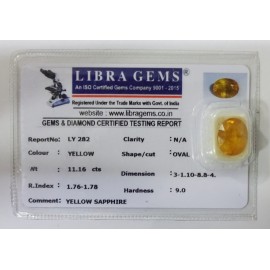 LIBRA GEMS
An ISO Certified Gems Company 9001 -2015
Registered Under the Trade Mark with Govt. of India
Website : www.libragems.co.in
GEMS & DIAMOND CERTIFIED TESTING REPORT
ReportNo: LY 282 Clarity: N/A
Colour : YELLOW Shape/cut: OVAL
: 11.16 cts Dimension : 3-1.10-8.8-4.
R.Index : 1.76-1.78 Hardness : 9.0
Comment : YELLOW SAPPHIRE